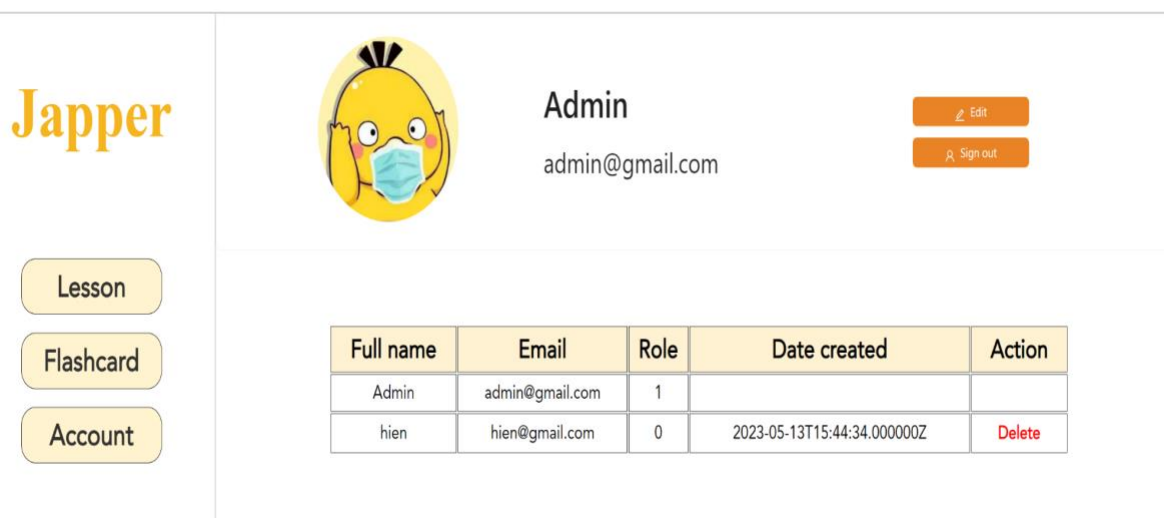 Japper
Admin
admin@gmail.com
Edit
Sign out
Lesson
Flashcard
Account
Full name Email Role Date created Action
Admin admin@gmail.com 1
hien hien@gmail.com 0 2023-05-13T15:44:34.000000Z Delete